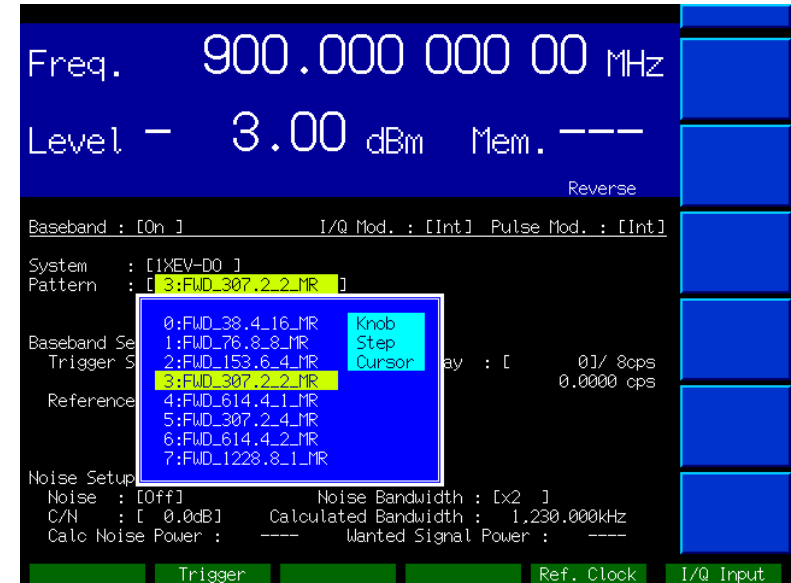 Freq. 900.000 000 00 MHz
Level - 3.00 dBm Mem. ---
Reverse
Baseband : [On ] I/Q Mod. : [Int] Pulse Mod. : [Int]
System : [1XEV-DO ]
Pattern : [ 3:FWD_307.2_2_MR ]
0:FWD_38.4_16_MR Knob
Baseband Se 1:FWD_76.8_8_MR Step
Trigger S 2:FWD_153.6_4_MR Cursor ay : [ 0]/ 8cps
3:FWD_307.2_2_MR 0.0000 cps
Reference 4:FWD_614.4_1_MR
5:FWD_307.2_4_MR
6:FWD_614.4_2_MR
7:FWD_1228.8_1_MR
Noise Setup
Noise : [Off] Noise Bandwidth : [x2 ]
C/N : [ 0.0dB] Calculated Bandwidth : 1,230.000kHz
Calc Noise Power : ---- Wanted Signal Power : ----
Trigger Ref. Clock I/Q Input